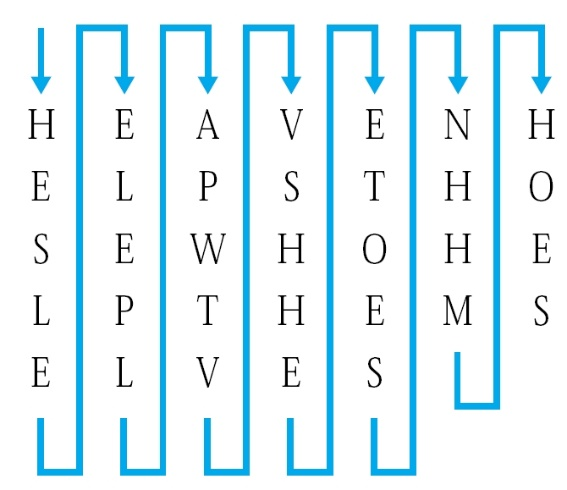 H E A V E N H
E L P S T H O
S E W H O H E
L P T H E M S
E L V E S